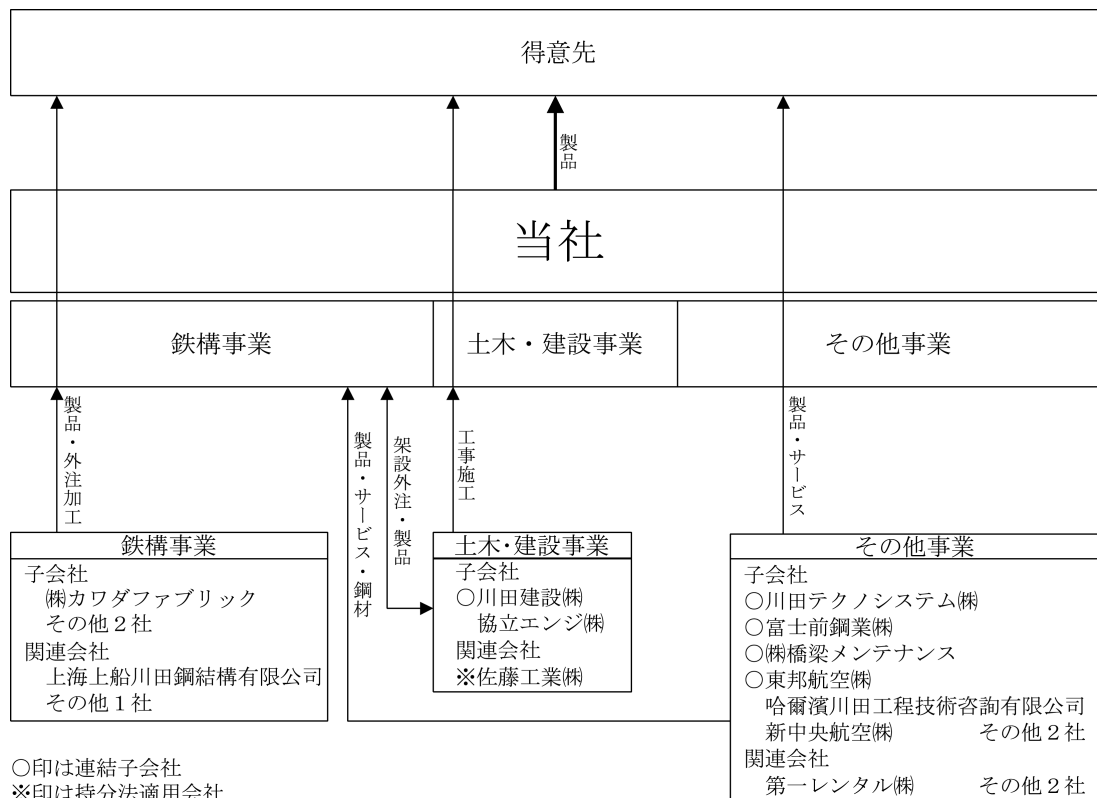 得意先
製品
当社
鉄構事業
土木・建設事業
その他事業
製品・外注加工
製品・サービス・鋼材
架設外注・製品
工事施工
製品・サービス
鉄構事業
子会社
㈱カワダファブリック
その他２社
関連会社
上海上船川田鋼結構有限公司
その他１社
土木・建設事業
子会社
○川田建設㈱
協立エンジ㈱
関連会社
※佐藤工業㈱
その他事業
子会社
○川田テクノシステム㈱
○富士前鋼業㈱
○㈱橋梁メンテナンス
○東邦航空㈱
哈爾濱川田工程技術咨詢有限公司
新中央航空㈱　その他２社
関連会社
第一レンタル㈱　その他２社
○印は連結子会社
※印は持分法適用会社